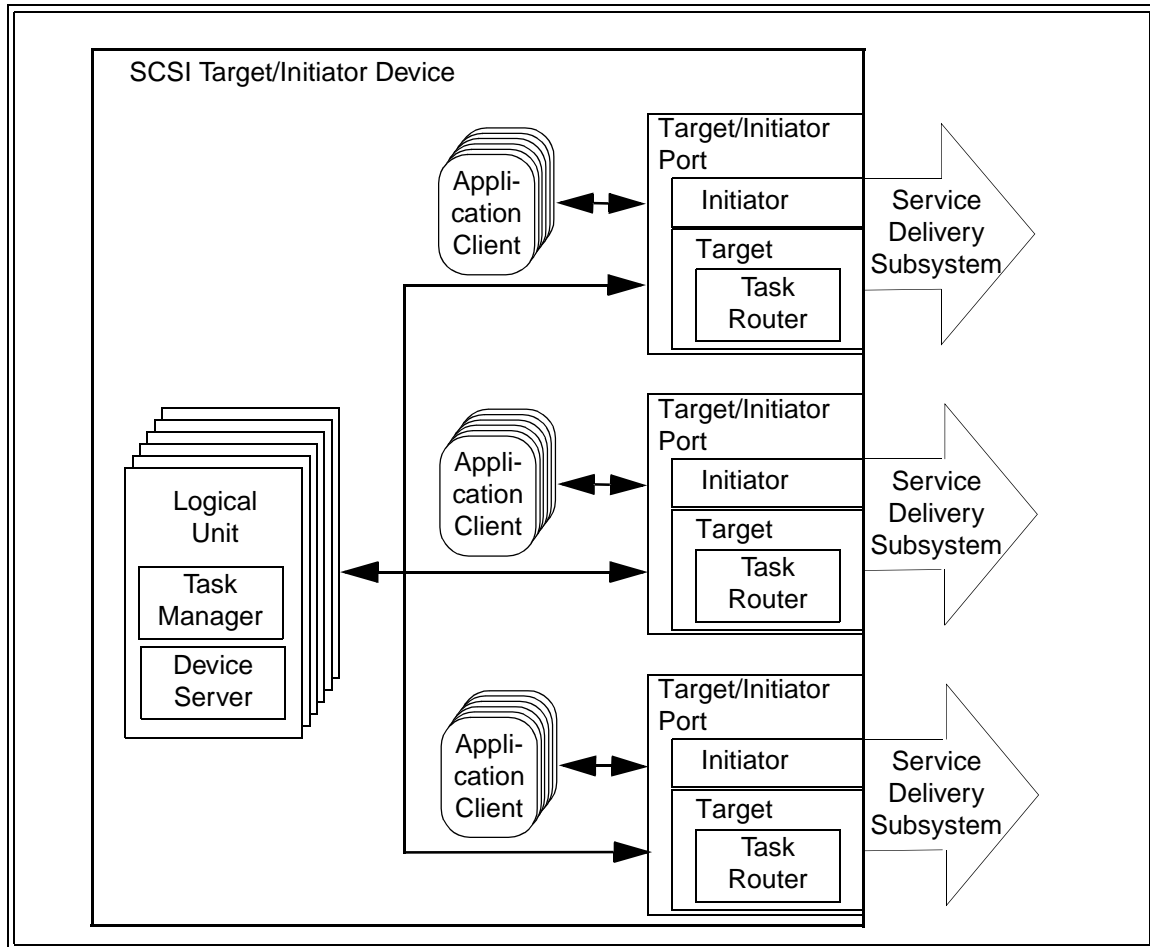 SCSI Target/Initiator Device
Target/Initiator
Port
Appli-
cation
Client
Initiator
Target
Task
Router
Service
Delivery
Subsystem
Target/Initiator
Port
Appli-
cation
Client
Initiator
Target
Task
Router
Service
Delivery
Subsystem
Logical
Unit
Task
Manager
Device
Server
Target/Initiator
Port
Appli-
cation
Client
Initiator
Target
Task
Router
Service
Delivery
Subsystem